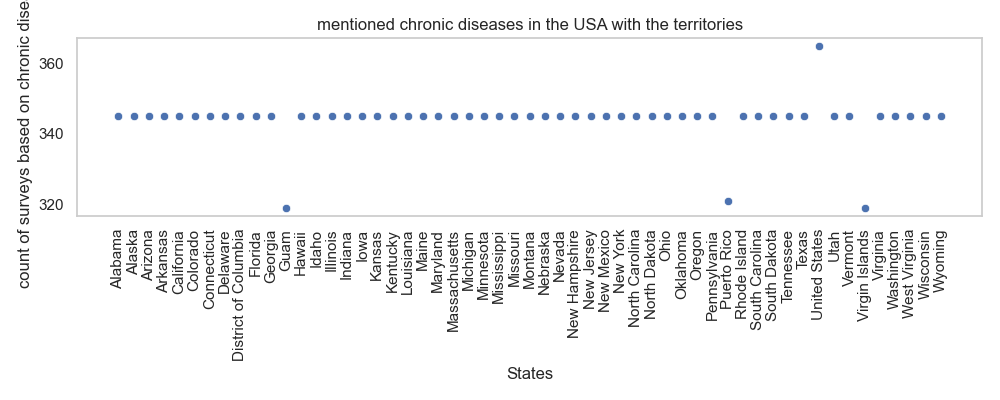 mentioned chronic diseases in the USA with the territories
count of surveys based on chronic dise
360
340
320
Alabama
Alaska
Arizona
Arkansas
California
Colorado
Connecticut
Delaware
District of Columbia
Florida
Georgia
Guam
Hawaii
Idaho
Illinois
Indiana
Iowa
Kansas
Kentucky
Louisiana
Maine
Maryland
Massachusetts
Michigan
Minnesota
Mississippi
Missouri
Montana
Nebraska
Nevada
New Hampshire
New Jersey
New Mexico
New York
North Carolina
North Dakota
Ohio
Oklahoma
Oregon
Pennsylvania
Puerto Rico
Rhode Island
South Carolina
South Dakota
Tennessee
Texas
United States
Utah
Vermont
Virgin Islands
Virginia
Washington
West Virginia
Wisconsin
Wyoming
States